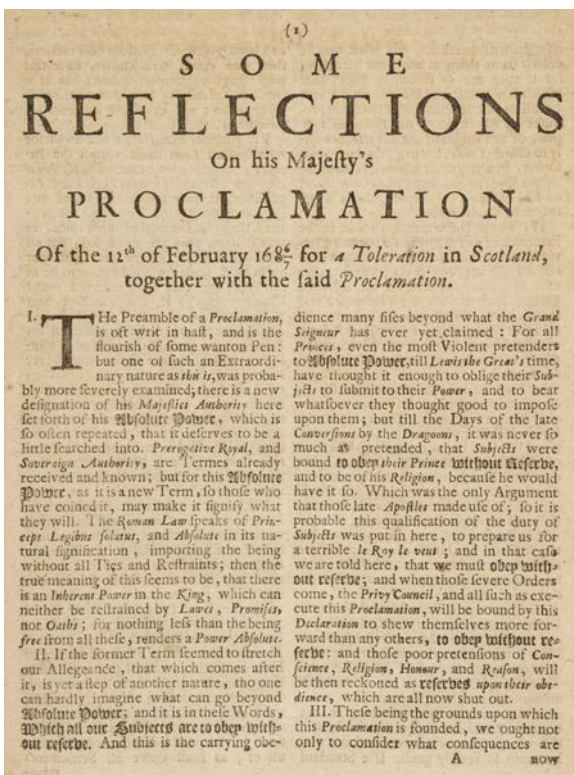 (1)
SOME
REFLECTIONS
On his Majeſty's
PROCLAMATION
Of the 12th of February 168 6/7 for a Toleration in Scotland,
together with the ſaid Proclamation.
I. THe Preamble of a Proclamation,
is oft writ in haſt, and is the
flouriſh of ſome wanton Pen:
but one of ſuch an Extraordi-
nary nature as this is, was proba-
bly more ſeverely examined; there is a new
deſignation of his Majeſties Authority here
ſet forth of his Abſolute Power, which is
ſo often repeated, that it deſerves to be a
little ſearched into. Prerogative Royal, and
Soveraign Authority, are Termes already
received and known; but for this Abſolute
Power, as it is a new Term, ſo thoſe who
have coined it, may make it ſignify what
they will. The Roman Law ſpeaks of Prin-
ceps Legibus ſolutus, and Abſolute in its na-
tural ſignification, importing the being
without all Ties and Reſtraints; then the
true meaning of this ſeems to be, that there
is an Inherent Power in the King, which can
neither be reſtrained by Lawes, Promiſes,
nor Oaths; for nothing leſs than the being
free from all theſe, renders a Power Abſolute.
II. If the former Term ſeemed to ſtretch
our Allegeance, that which comes after
it, is yet a ſtep of another nature, tho one
can hardly imagine what can go beyond
Abſolute Power; and it is in theſe Words,
Which all our Subjects are to obey with-
out reſerve. And this is the carrying obe-
dience many ſiſes beyond what the Grand
Seigneur has ever yet claimed: For all
Princes, even the moſt Violent pretenders
to Abſolute Power, till Lewis the Great's time,
have thought it enough to oblige their Sub-
jects to ſubmit to their Power, and to bear
whatſoever they thought good to impoſe
upon them; but till the Days of the late
Converſions by the Dragoons, it was never ſo
much as pretended, that Subjects were
bound to obey their Prince without Reſerve,
and to be of his Religion, becauſe he would
have it ſo. Which was the only Argument
that thoſe late Apoſtles made uſe of; ſo it is
probable this qualification of the duty of
Subjects was put in here, to prepare us for
a terrible le Roy le veut; and in that caſe
we are told here, that we muſt obey with-
out reſerve; and when thoſe ſevere Orders
come, the Privy Council, and all ſuch as exe-
cute this Proclamation, will be bound by this
Declaration to ſhew themſelves more for-
ward than any others, to obey without re-
ſerve: and thoſe poor pretenſions of Con-
ſcience, Religion, Honour, and Reaſon, will
be then reckoned as reſerves upon their obe-
dience, which are all now ſhut out.
III. Theſe being the grounds upon which
this Proclamation is founded, we ought not
only to conſider what conſequences are
A now